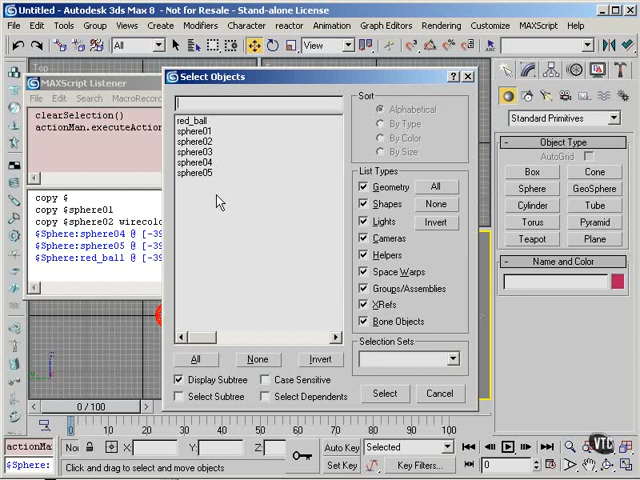 Untitled - Autodesk 3ds Max 8 - Not for Resale - Stand-alone License
File Edit Tools Group Views Create Modifiers Character reactor Animation Graph Editors Rendering Customize MAXScript Help
All View
MAXScript Listener
File Edit Search MacroRecorder
clearSelection()
actionMan.executeAction
copy $
copy $sphere01
copy $sphere02 wirecolo
$Sphere:sphere04 @ [-39
$Sphere:sphere05 @ [-39
$Sphere:red_ball @ [-39
Select Objects
red_ball
sphere01
sphere02
sphere03
sphere04
sphere05
Sort
Alphabetical
By Type
By Color
By Size
List Types
Geometry All
Shapes None
Lights Invert
Cameras
Helpers
Space Warps
Groups/Assemblies
XRefs
Bone Objects
Selection Sets
All None Invert
Display Subtree Case Sensitive
Select Subtree Select Dependents
Select Cancel
Standard Primitives
Object Type
AutoGrid
Box Cone
Sphere GeoSphere
Cylinder Tube
Torus Pyramid
Teapot Plane
Name and Color
0 / 100
0 10 20 30 40 50 60 70 80 90 100
actionMa
$Sphere:
Nor
X: Y: Z:
Click and drag to select and move objects
Auto Key Selected
Set Key Key Filters...
0
VTC